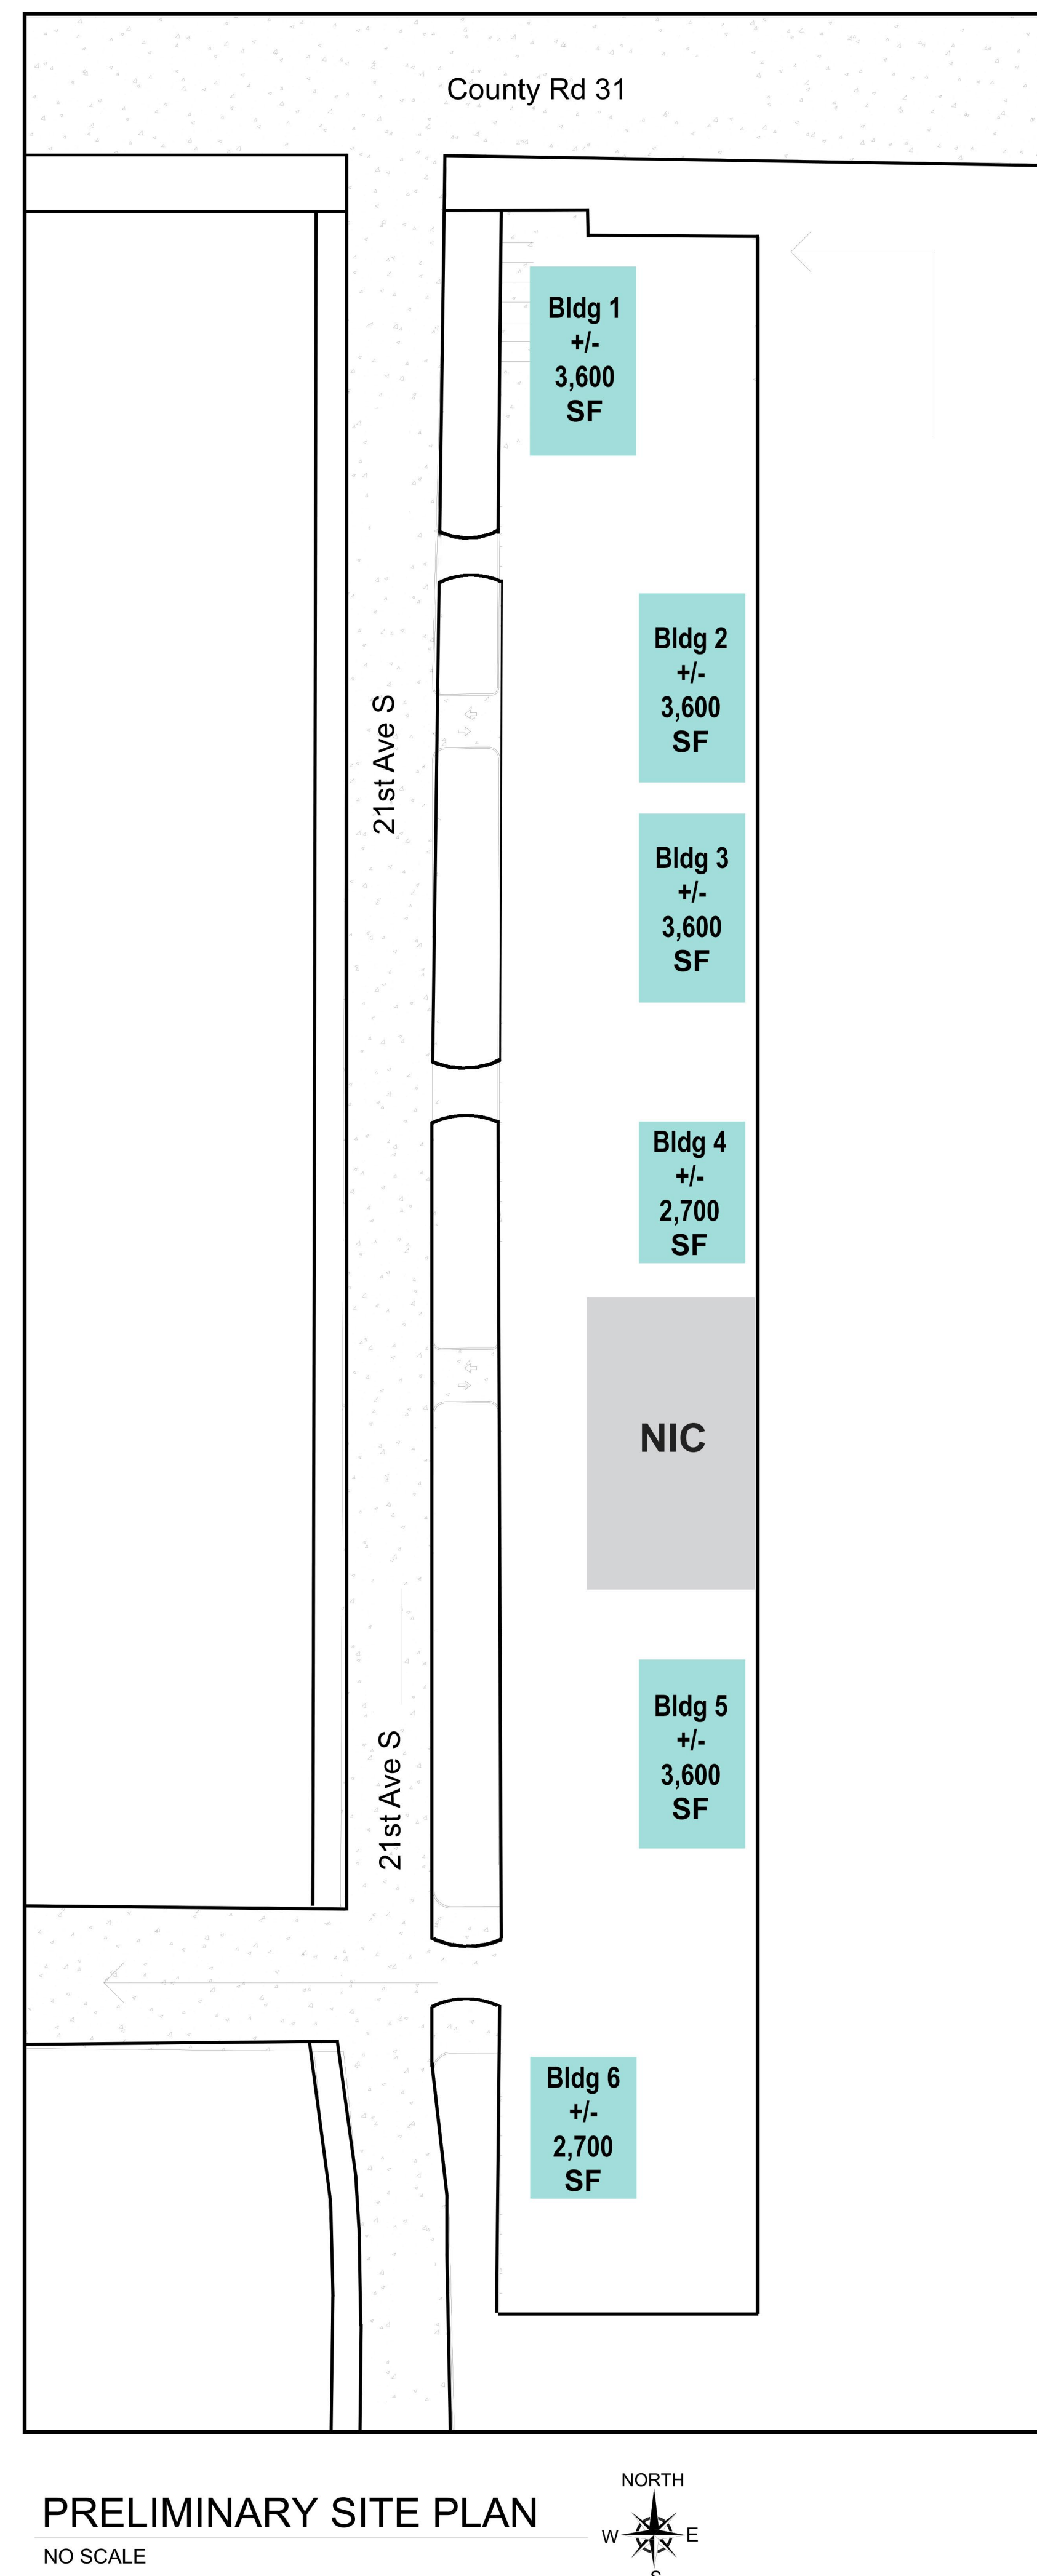 County Rd 31
Bldg 1
+/-
3,600
SF
Bldg 2
+/-
3,600
SF
21st Ave S
Bldg 3
+/-
3,600
SF
Bldg 4
+/-
2,700
SF
NIC
Bldg 5
+/-
3,600
SF
21st Ave S
Bldg 6
+/-
2,700
SF
PRELIMINARY SITE PLAN
NO SCALE
NORTH
W
E
S